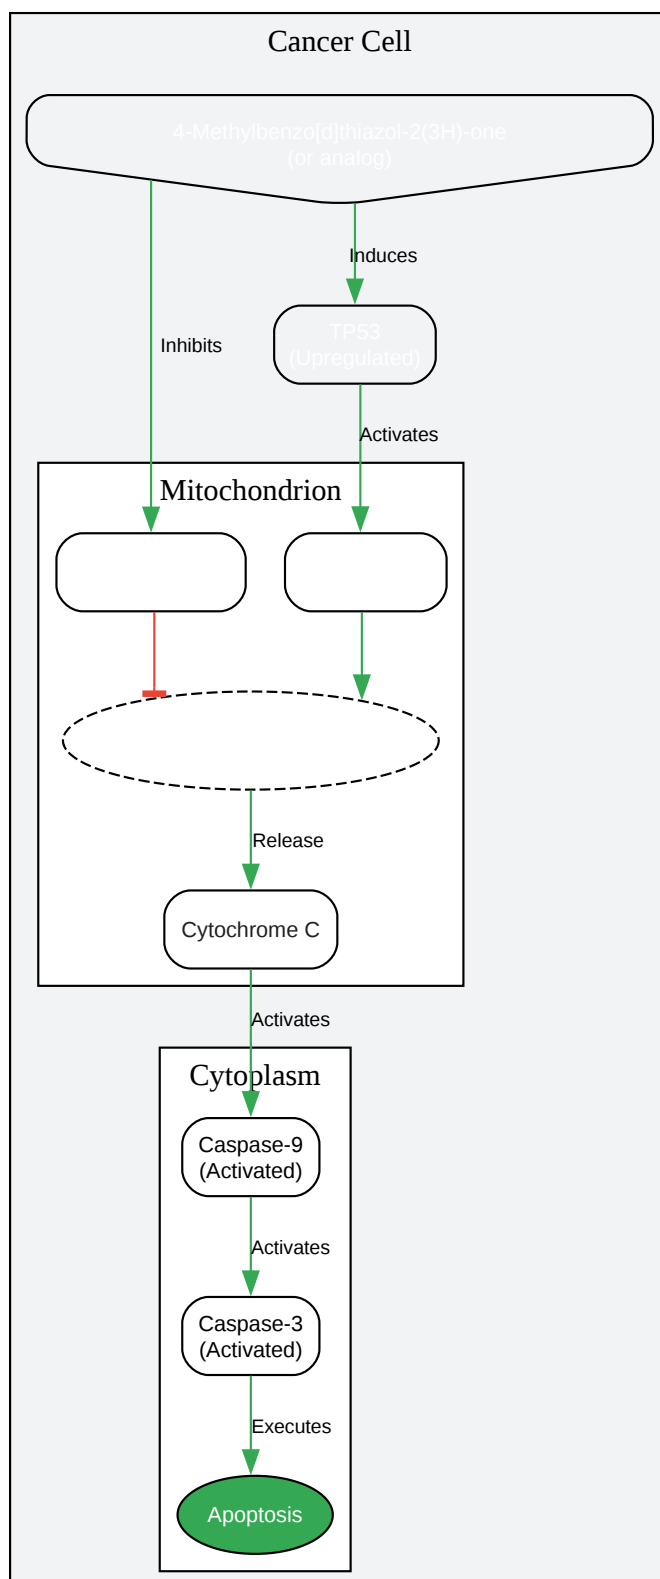 Cancer Cell
4-Methylbenzo[d]thiazol-2(3H)-one
(or analog)
Induces
TP53
(Upregulated)
Inhibits
Activates
Mitochondrion
Release
Cytochrome C
Activates
Cytoplasm
Caspase-9
(Activated)
Activates
Caspase-3
(Activated)
Executes
Apoptosis